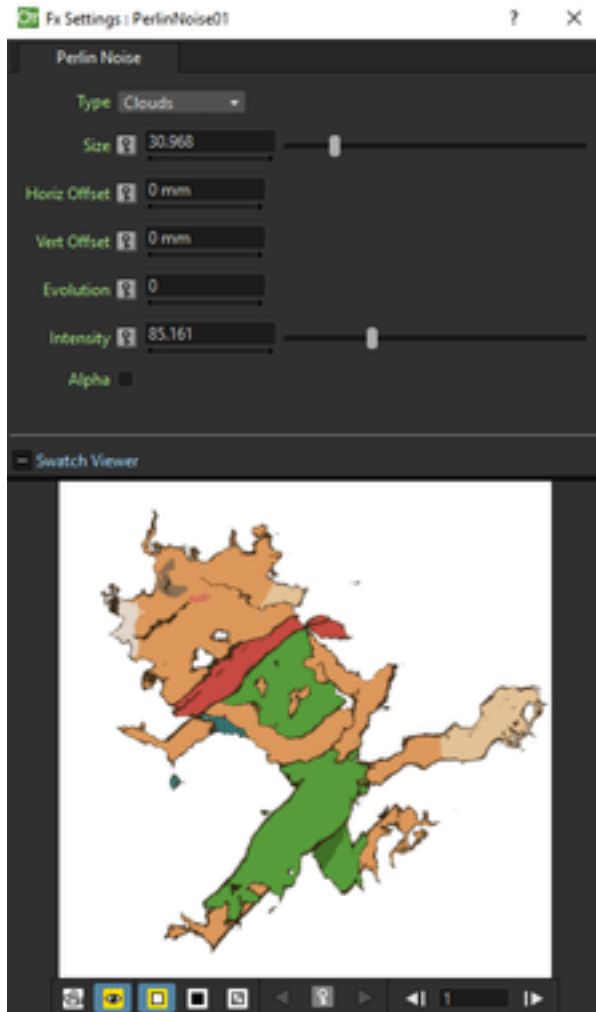 Fx Settings : PerlinNoise01
Perlin Noise
Type Clouds
Size 30.968
Horiz Offset 0 mm
Vert Offset 0 mm
Evolution 0
Intensity 85.161
Alpha
Swatch Viewer
1